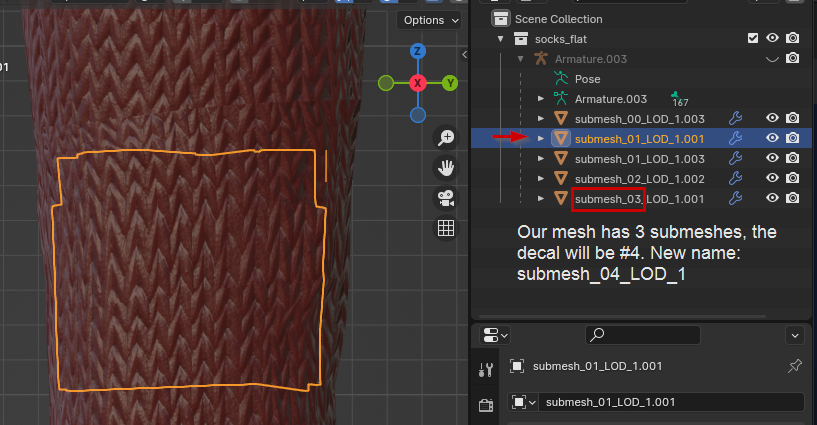 Options
01
Z
X
Y
Scene Collection
socks_flat
Armature.003
Pose
Armature.003
167
submesh_00_LOD_1.003
submesh_01_LOD_1.001
submesh_01_LOD_1.003
submesh_02_LOD_1.002
submesh_03_LOD_1.001
Our mesh has 3 submeshes, the
decal will be #4. New name:
submesh_04_LOD_1
submesh_01_LOD_1.001
submesh_01_LOD_1.001